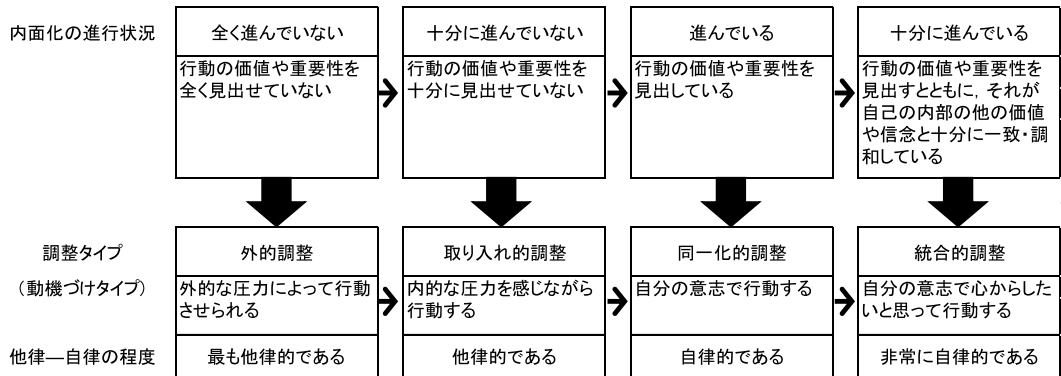 内面化の進行状況
全く進んでいない
十分に進んでいない
進んでいる
十分に進んでいる
行動の価値や重要性を
全く見出せていない
行動の価値や重要性を
十分に見出せていない
行動の価値や重要性を
見出している
行動の価値や重要性を
見出すとともに，それが
自己の内部の他の価値
や信念と十分に一致・調
和している
調整タイプ
(動機づけタイプ)
外的調整
取り入れ的調整
同一化的調整
統合的調整
外的な圧力によって行動
させられる
内的な圧力を感じながら
行動する
自分の意志で行動する
自分の意志で心からした
いと思って行動する
他律―自律の程度
最も他律的である
他律的である
自律的である
非常に自律的である